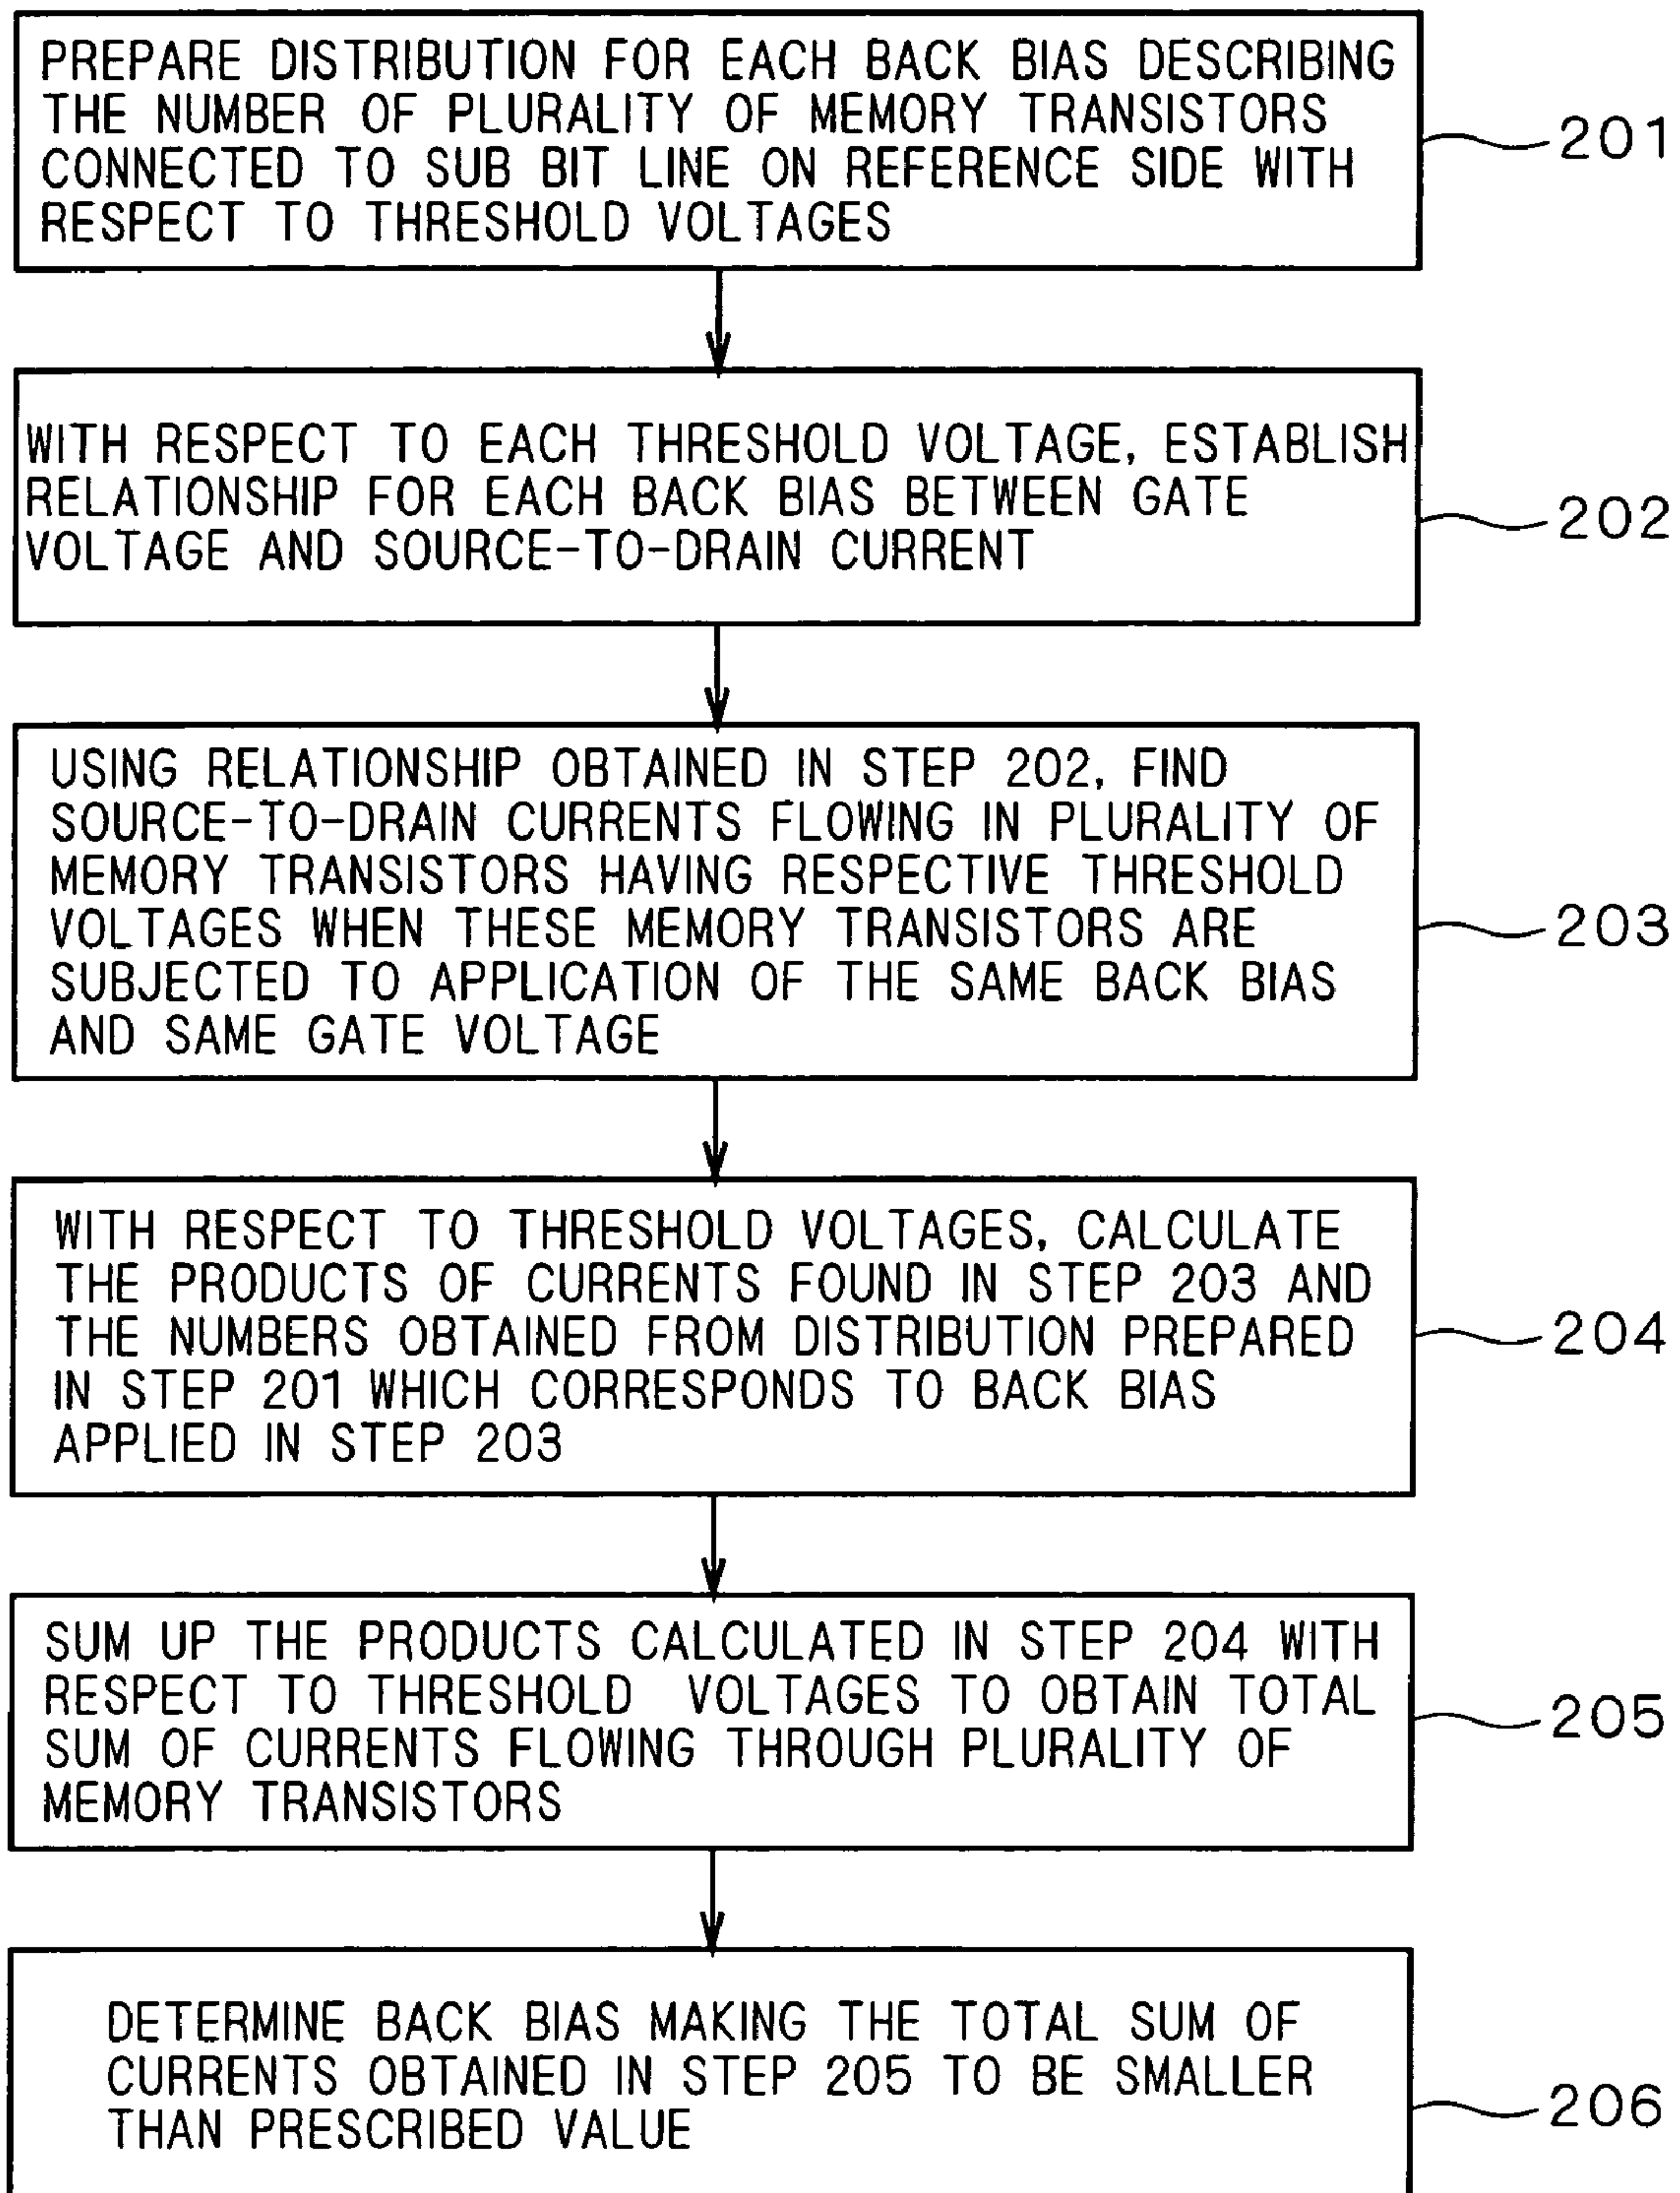 PREPARE DISTRIBUTION FOR EACH BACK BIAS DESCRIBING
THE NUMBER OF PLURALITY OF MEMORY TRANSISTORS
CONNECTED TO SUB BIT LINE ON REFERENCE SIDE WITH
RESPECT TO THRESHOLD VOLTAGES
201
WITH RESPECT TO EACH THRESHOLD VOLTAGE, ESTABLISH
RELATIONSHIP FOR EACH BACK BIAS BETWEEN GATE
VOLTAGE AND SOURCE-TO-DRAIN CURRENT
202
USING RELATIONSHIP OBTAINED IN STEP 202, FIND
SOURCE-TO-DRAIN CURRENTS FLOWING IN PLURALITY OF
MEMORY TRANSISTORS HAVING RESPECTIVE THRESHOLD
VOLTAGES WHEN THESE MEMORY TRANSISTORS ARE
SUBJECTED TO APPLICATION OF THE SAME BACK BIAS
AND SAME GATE VOLTAGE
203
WITH RESPECT TO THRESHOLD VOLTAGES, CALCULATE
THE PRODUCTS OF CURRENTS FOUND IN STEP 203 AND
THE NUMBERS OBTAINED FROM DISTRIBUTION PREPARED
IN STEP 201 WHICH CORRESPONDS TO BACK BIAS
APPLIED IN STEP 203
204
SUM UP THE PRODUCTS CALCULATED IN STEP 204 WITH
RESPECT TO THRESHOLD VOLTAGES TO OBTAIN TOTAL
SUM OF CURRENTS FLOWING THROUGH PLURALITY OF
MEMORY TRANSISTORS
205
DETERMINE BACK BIAS MAKING THE TOTAL SUM OF
CURRENTS OBTAINED IN STEP 205 TO BE SMALLER
THAN PRESCRIBED VALUE
206